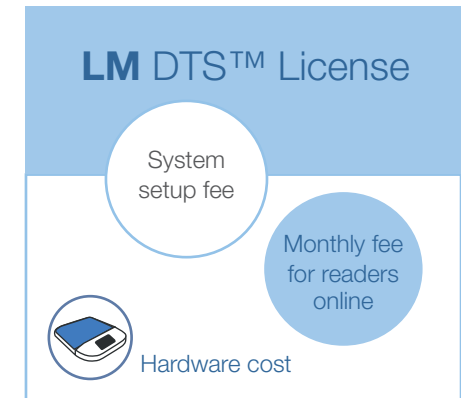 LM DTS™ License
System
setup fee
Monthly fee
for readers
online
Hardware cost